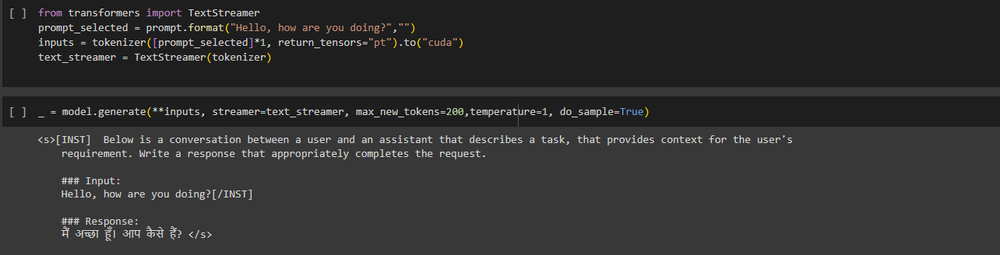 [ ] from transformers import TextStreamer
prompt_selected = prompt.format("Hello, how are you doing?","")
inputs = tokenizer([prompt_selected]*1, return_tensors="pt").to("cuda")
text_streamer = TextStreamer(tokenizer)
[ ] _ = model.generate(**inputs, streamer=text_streamer, max_new_tokens=200,temperature=1, do_sample=True)
<s>[INST]  Below is a conversation between a user and an assistant that describes a task, that provides context for the user's
requirement. Write a response that appropriately completes the request.
### Input:
Hello, how are you doing?[/INST]
### Response:
मैं अच्छा हूँ। आप कैसे हैं? </s>